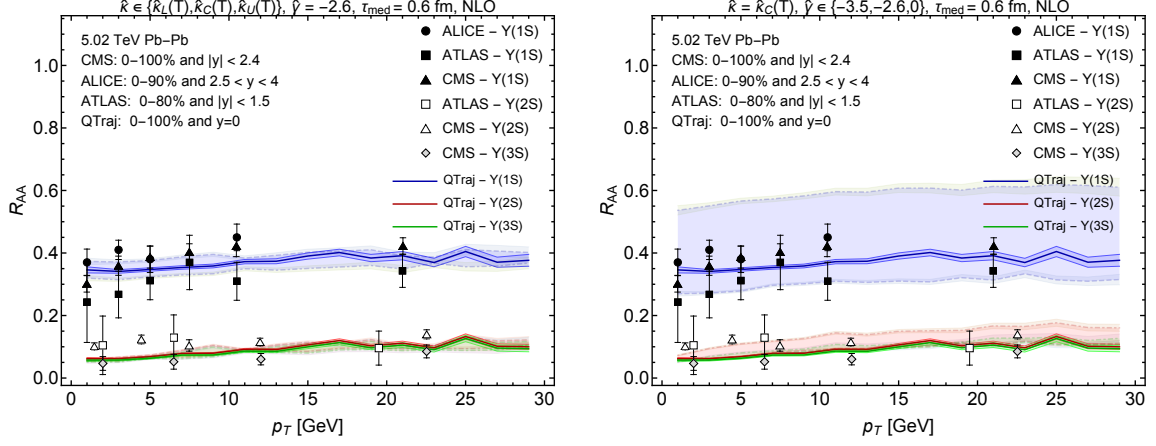 κ̂ ∈ {κ̂_L(T),κ̂_C(T),κ̂_U(T)}, γ̂ = −2.6, τ_med = 0.6 fm, NLO
5.02 TeV Pb−Pb
CMS: 0−100% and |y| < 2.4
ALICE: 0−90% and 2.5 < y < 4
ATLAS: 0−80% and |y| < 1.5
QTraj: 0−100% and y=0
ALICE − Υ(1S)
ATLAS − Υ(1S)
CMS − Υ(1S)
ATLAS − Υ(2S)
CMS − Υ(2S)
CMS − Υ(3S)
QTraj − Υ(1S)
QTraj − Υ(2S)
QTraj − Υ(3S)
R_AA
1.0
0.8
0.6
0.4
0.2
0.0
0 5 10 15 20 25 30
p_T [GeV]
κ̂ = κ̂_C(T), γ̂ ∈ {−3.5,−2.6,0}, τ_med = 0.6 fm, NLO
5.02 TeV Pb−Pb
CMS: 0−100% and |y| < 2.4
ALICE: 0−90% and 2.5 < y < 4
ATLAS: 0−80% and |y| < 1.5
QTraj: 0−100% and y=0
ALICE − Υ(1S)
ATLAS − Υ(1S)
CMS − Υ(1S)
ATLAS − Υ(2S)
CMS − Υ(2S)
CMS − Υ(3S)
QTraj − Υ(1S)
QTraj − Υ(2S)
QTraj − Υ(3S)
R_AA
1.0
0.8
0.6
0.4
0.2
0.0
0 5 10 15 20 25 30
p_T [GeV]